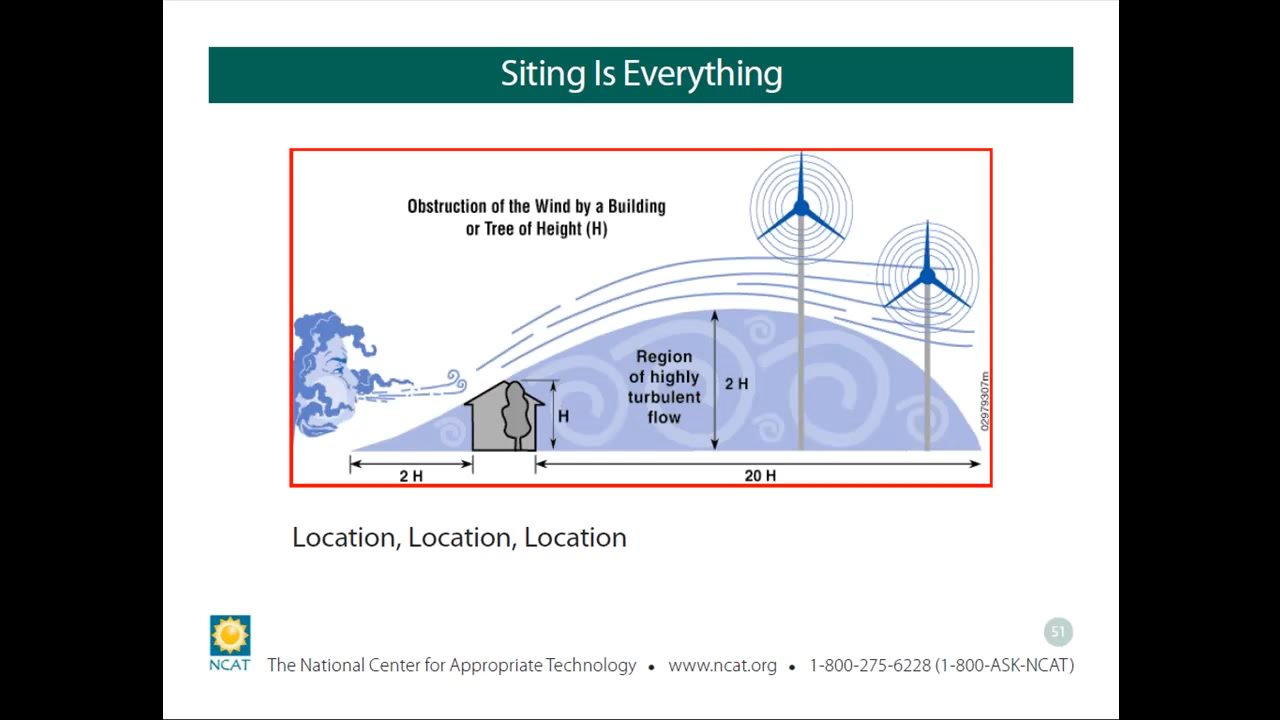 Siting Is Everything
Obstruction of the Wind by a Building
or Tree of Height (H)
Region
of highly
turbulent
flow
2 H
H
02979307m
2 H
20 H
Location, Location, Location
51
NCAT
The National Center for Appropriate Technology • www.ncat.org • 1-800-275-6228 (1-800-ASK-NCAT)